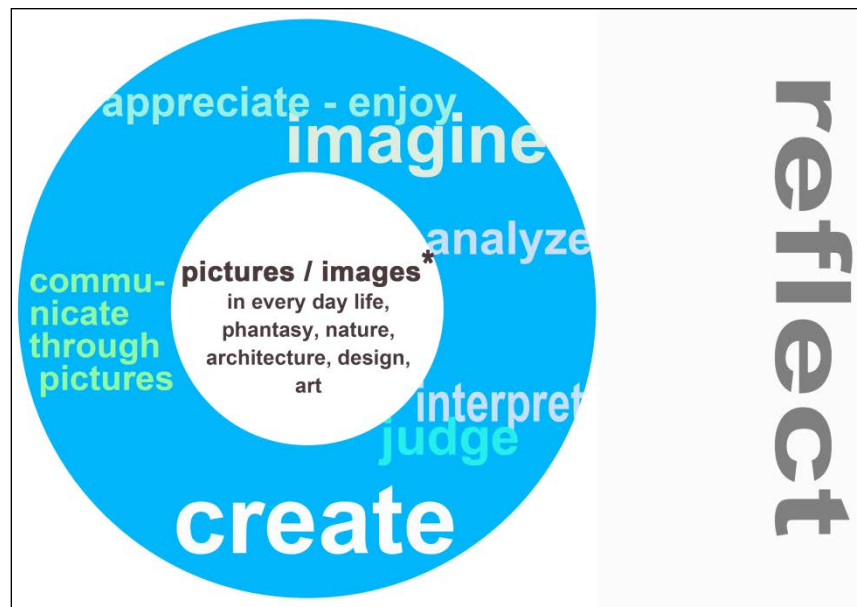 appreciate - enjoy
imagine
analyze
pictures / images*
in every day life,
phantasy, nature,
architecture, design,
art
commu-
nicate
through
pictures
interpret
judge
create
reflect